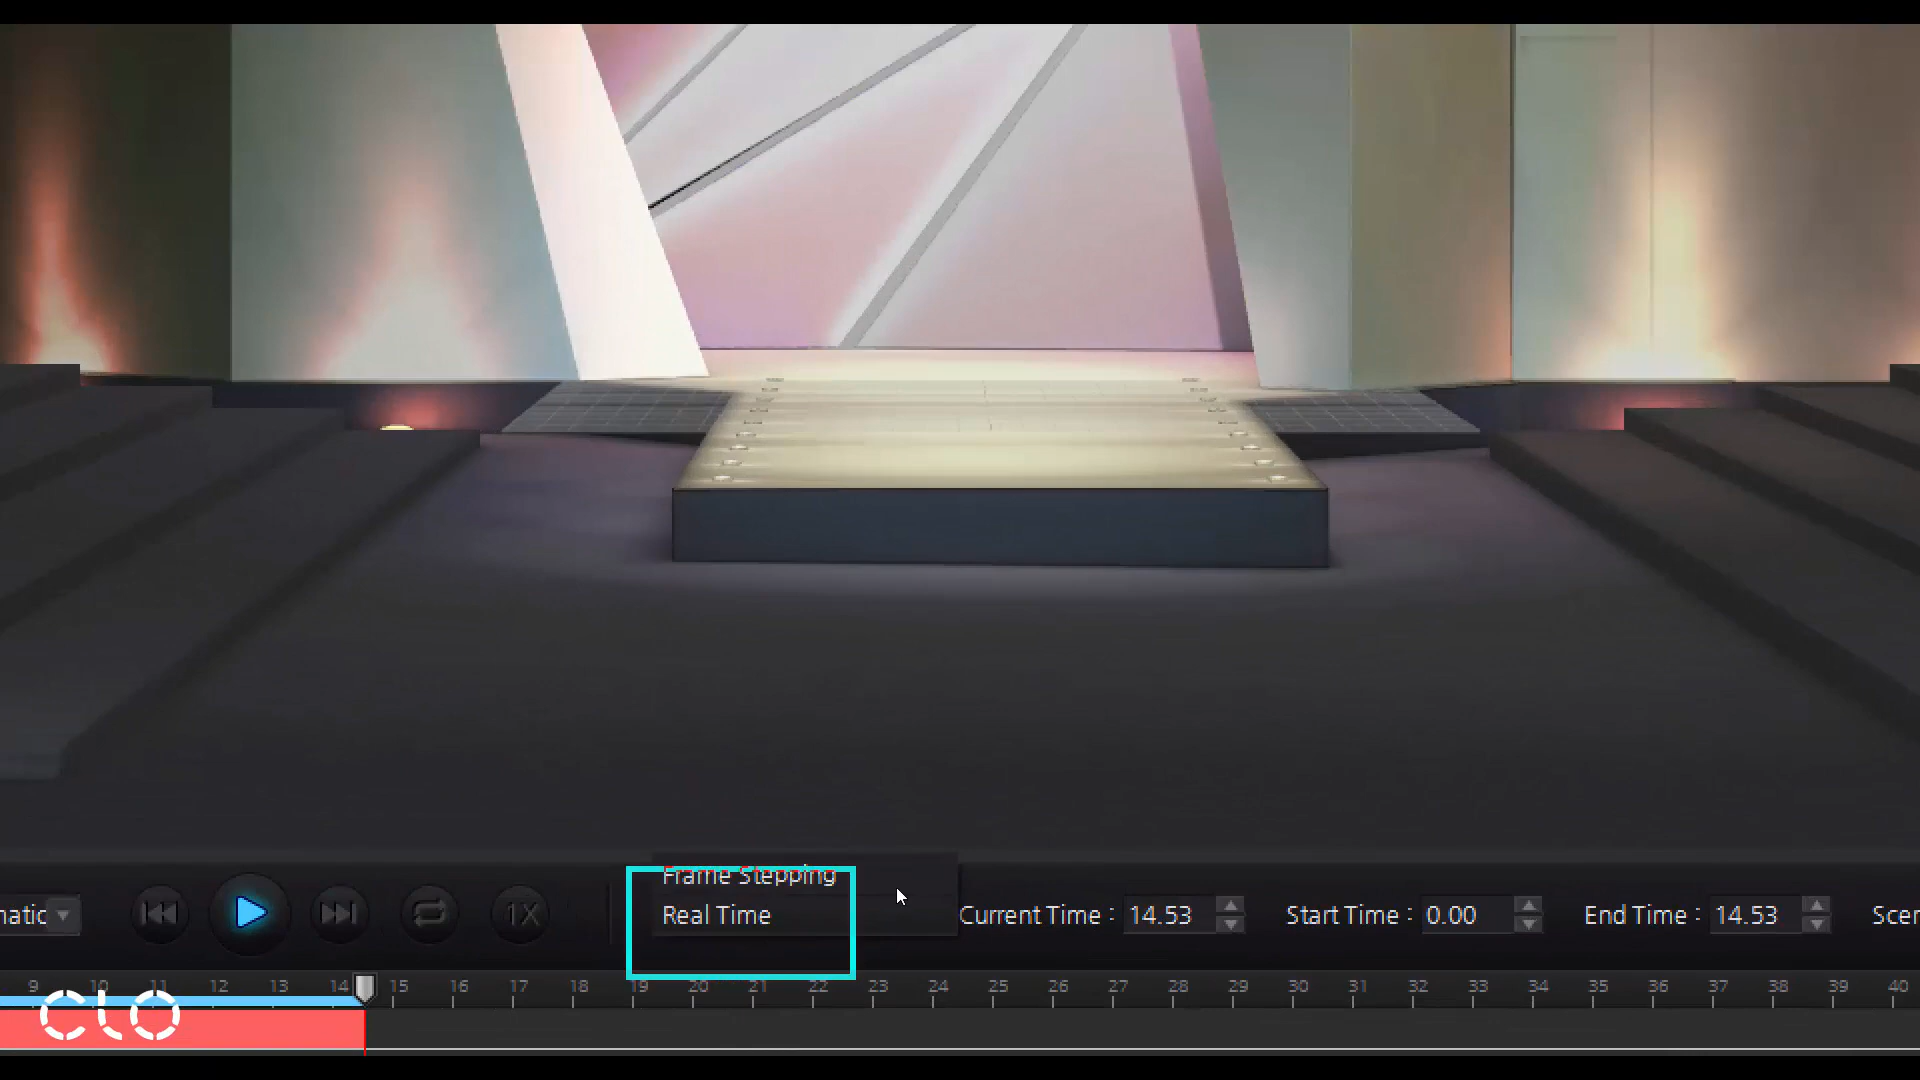 Frame Stepping
matic
1X
Real Time
Current Time :
14.53
Start Time :
0.00
End Time :
14.53
Scen
9 10 11 12 13 14 15 16 17 18 19 20 21 22 23 24 25 26 27 28 29 30 31 32 33 34 35 36 37 38 39 40
CLO